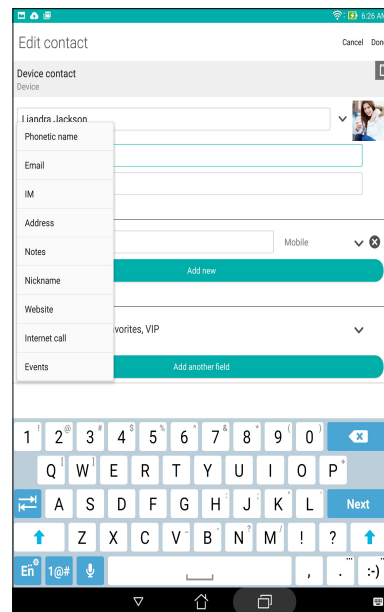 6:26 AM
Edit contact
Cancel
Device contact
Device
Liandra Jackson
Phonetic name
Email
IM
Address
Notes
Mobile
Add new
Nickname
Website
VIP
Internet call
Events
Add another field
1 ! 2 @ 3 # 4 $ 5 % 6 ^ 7 & 8 * 9 ( 0 )
Q [ W ] E R T Y U I O P +
A S D F G H : J ; K ' L ' Next
Z X C V - B ' N " M / ! ?
En 1@# , . ... :-)